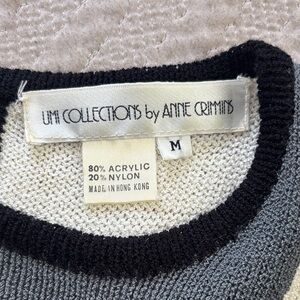 UMI COLLECTIONS by ANNE CRIMMINS
M
80% ACRYLIC
20% NYLON
MADE IN HONG KONG